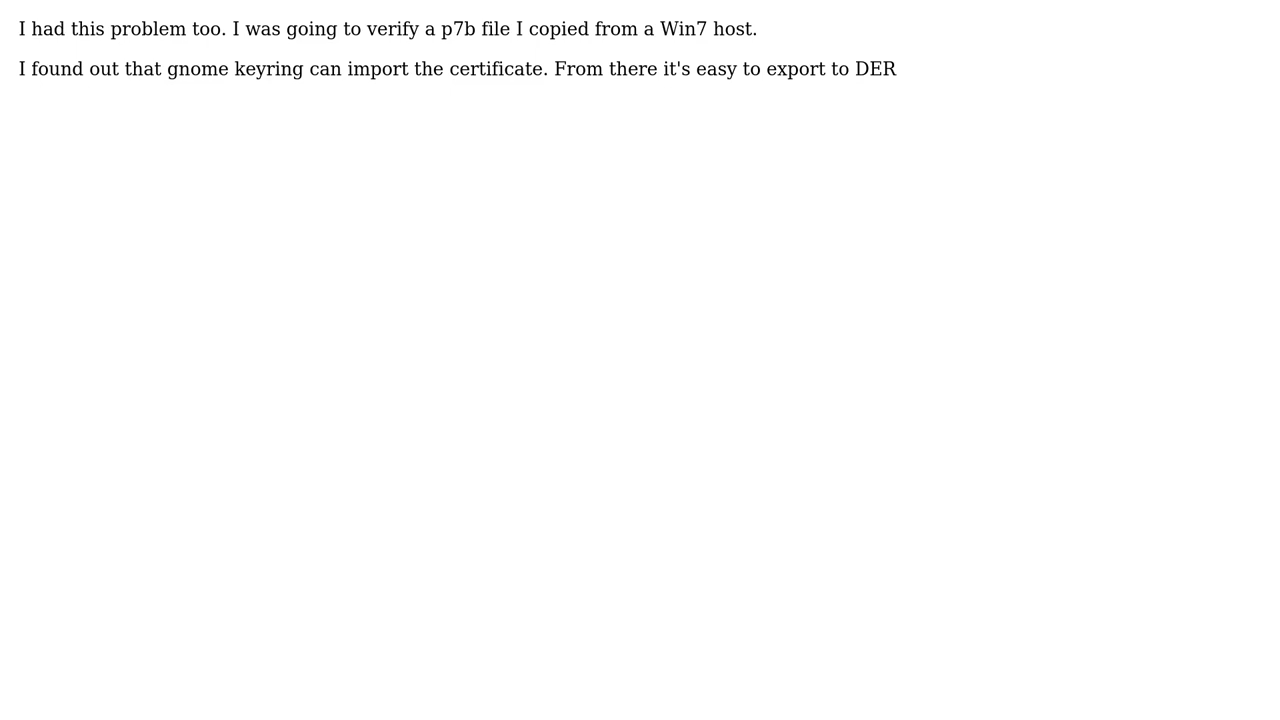 I had this problem too. I was going to verify a p7b file I copied from a Win7 host.
I found out that gnome keyring can import the certificate. From there it's easy to export to DER